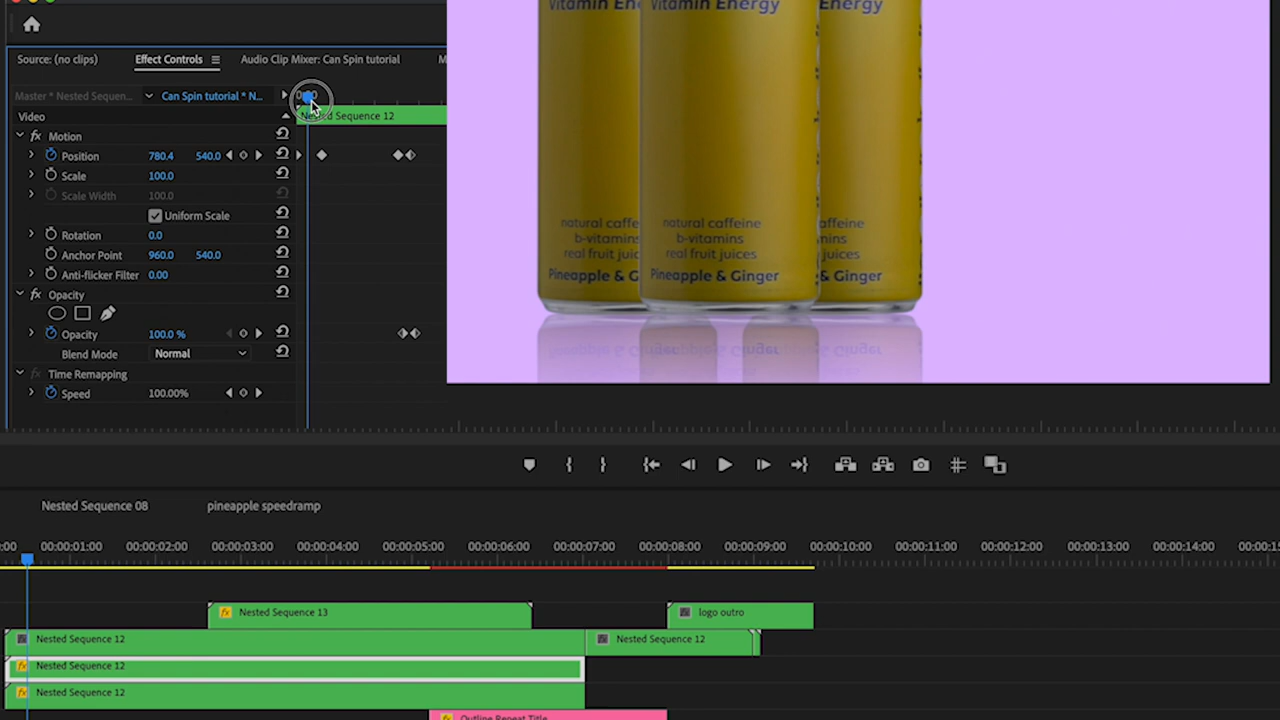 Source: (no clips)
Effect Controls
Audio Clip Mixer: Can Spin tutorial
M
Master * Nested Sequen...
Can Spin tutorial * N...
Nested Sequence 12
Video
Motion
Position 780.4 540.0
Scale 100.0
Scale Width 100.0
Uniform Scale
Rotation 0.0
Anchor Point 960.0 540.0
Anti-flicker Filter 0.00
Opacity
Opacity 100.0 %
Blend Mode Normal
Time Remapping
Speed 100.00%
Vitamin Energy
Vitamin Energy
Energy
natural caffe
b-vitamins
real fruit juices
Pineapple & G
natural caffeine
b-vitamins
real fruit juices
Pineapple & Ginger
affeine
mins
juices
& Ginger
Nested Sequence 08
pineapple speedramp
:00 00:00:01:00 00:00:02:00 00:00:03:00 00:00:04:00 00:00:05:00 00:00:06:00 00:00:07:00 00:00:08:00 00:00:09:00 00:00:10:00 00:00:11:00 00:00:12:00 00:00:13:00 00:00:14:00 00:00:15
Nested Sequence 13
logo outro
Nested Sequence 12
Nested Sequence 12
Nested Sequence 12
Nested Sequence 12
Outline Repeat Title